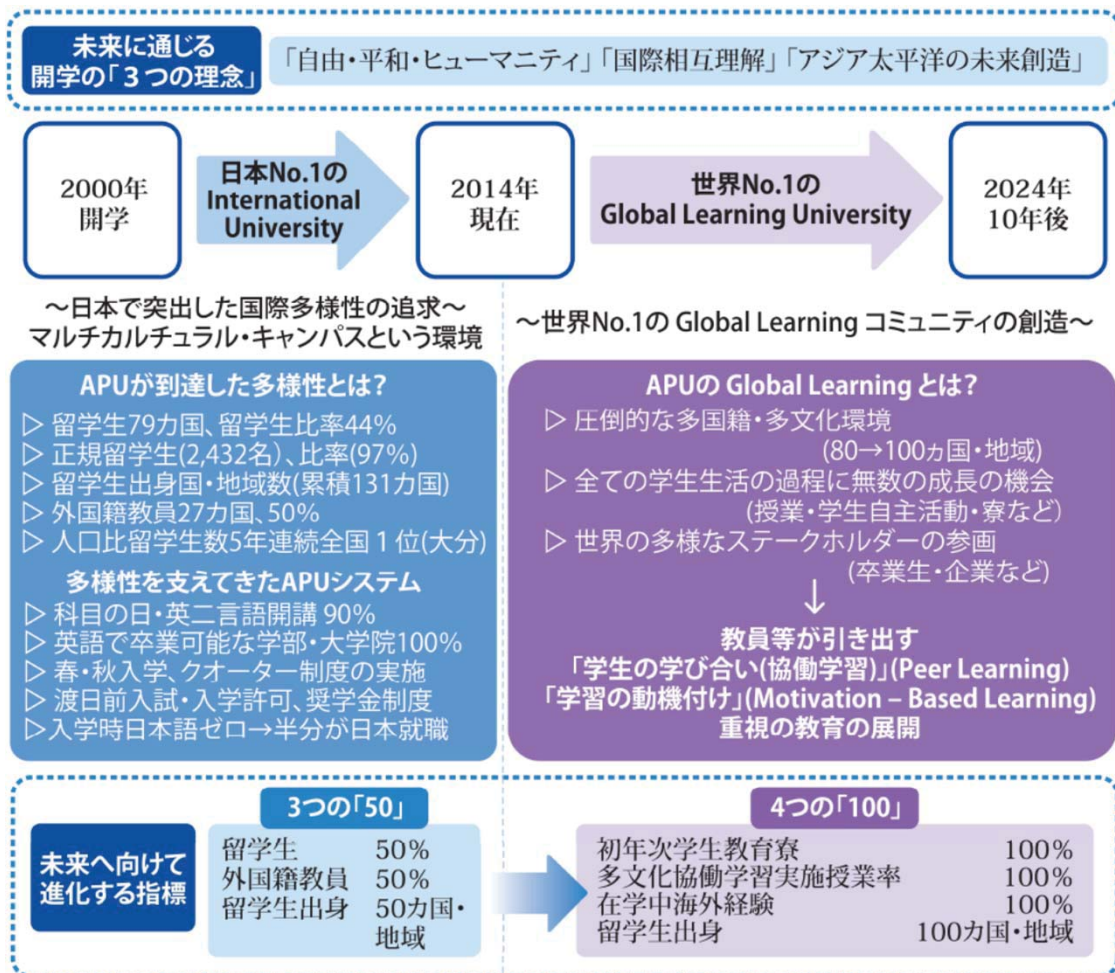 未来に通じる
開学の「3つの理念」
「自由・平和・ヒューマニティ」「国際相互理解」「アジア太平洋の未来創造」
2000年
開学
日本No.1の
International
University
2014年
現在
世界No.1の
Global Learning University
2024年
10年後
～日本で突出した国際多様性の追求～
マルチカルチュラル・キャンパスという環境
APUが到達した多様性とは?
▷ 留学生79カ国、留学生比率44%
▷ 正規留学生(2,432名)、比率(97%)
▷ 留学生出身国・地域数(累積131カ国)
▷ 外国籍教員27カ国、50%
▷ 人口比留学生数5年連続全国1位(大分)
多様性を支えてきたAPUシステム
▷ 科目の日・英二言語開講 90%
▷ 英語で卒業可能な学部・大学院100%
▷ 春・秋入学、クオーター制度の実施
▷ 渡日前入試・入学許可、奨学金制度
▷入学時日本語ゼロ→半分が日本就職
～世界No.1の Global Learning コミュニティの創造～
APUの Global Learning とは?
▷ 圧倒的な多国籍・多文化環境
(80→100ヵ国・地域)
▷ 全ての学生生活の過程に無数の成長の機会
(授業・学生自主活動・寮など)
▷ 世界の多様なステークホルダーの参画
(卒業生・企業など)
↓
教員等が引き出す
「学生の学び合い(協働学習)」(Peer Learning)
「学習の動機付け」(Motivation – Based Learning)
重視の教育の展開
未来へ向けて
進化する指標
3つの「50」
留学生 50%
外国籍教員 50%
留学生出身 50カ国・
地域
4つの「100」
初年次学生教育寮 100%
多文化協働学習実施授業率 100%
在学中海外経験 100%
留学生出身 100カ国・地域